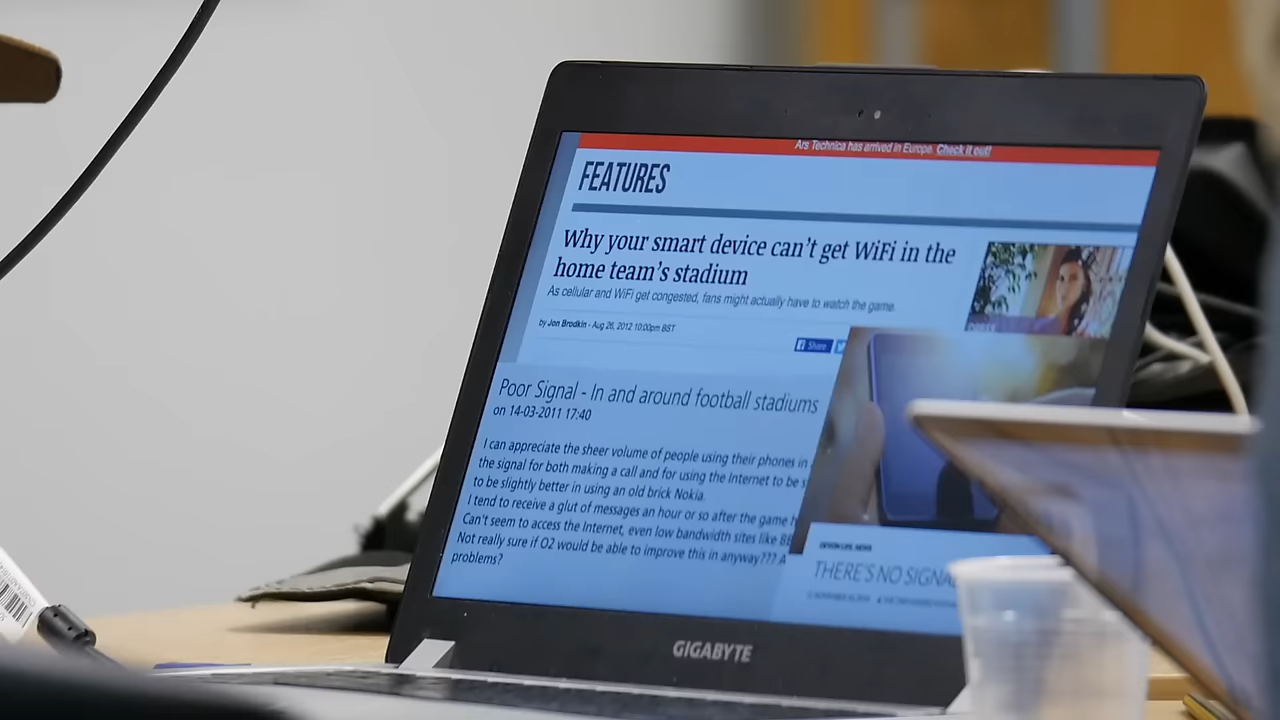 Ars Technica has arrived in Europe. Check it out!
FEATURES
Why your smart device can't get WiFi in the
home team's stadium
As cellular and WiFi get congested, fans might actually have to watch the game.
by Jon Brodkin - Aug 26, 2012 10:00pm BST
Share
Poor Signal - In and around football stadiums
on 14-03-2011 17:40
I can appreciate the sheer volume of people using their phones in
the signal for both making a call and for using the Internet to be s
to be slightly better in using an old brick Nokia.
I tend to receive a glut of messages an hour or so after the game h
Can't seem to access the Internet, even low bandwidth sites like BB
Not really sure if O2 would be able to improve this in anyway??? A
problems?
DEVON LIFE, NEWS
THERE'S NO SIGNA
GIGABYTE